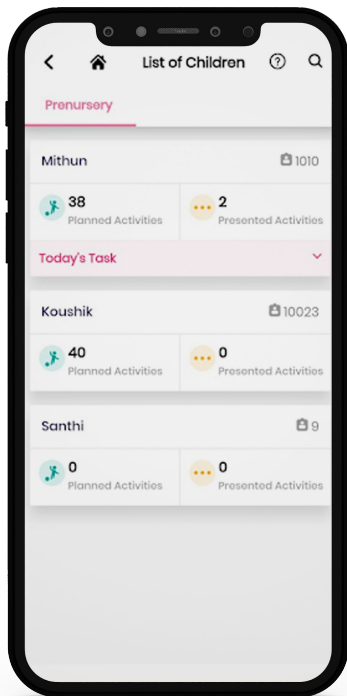 List of Children
Prenursery
Mithun 1010
38 2
Planned Activities Presented Activities
Today's Task
Koushik 10023
40 0
Planned Activities Presented Activities
Santhi 9
0 0
Planned Activities Presented Activities